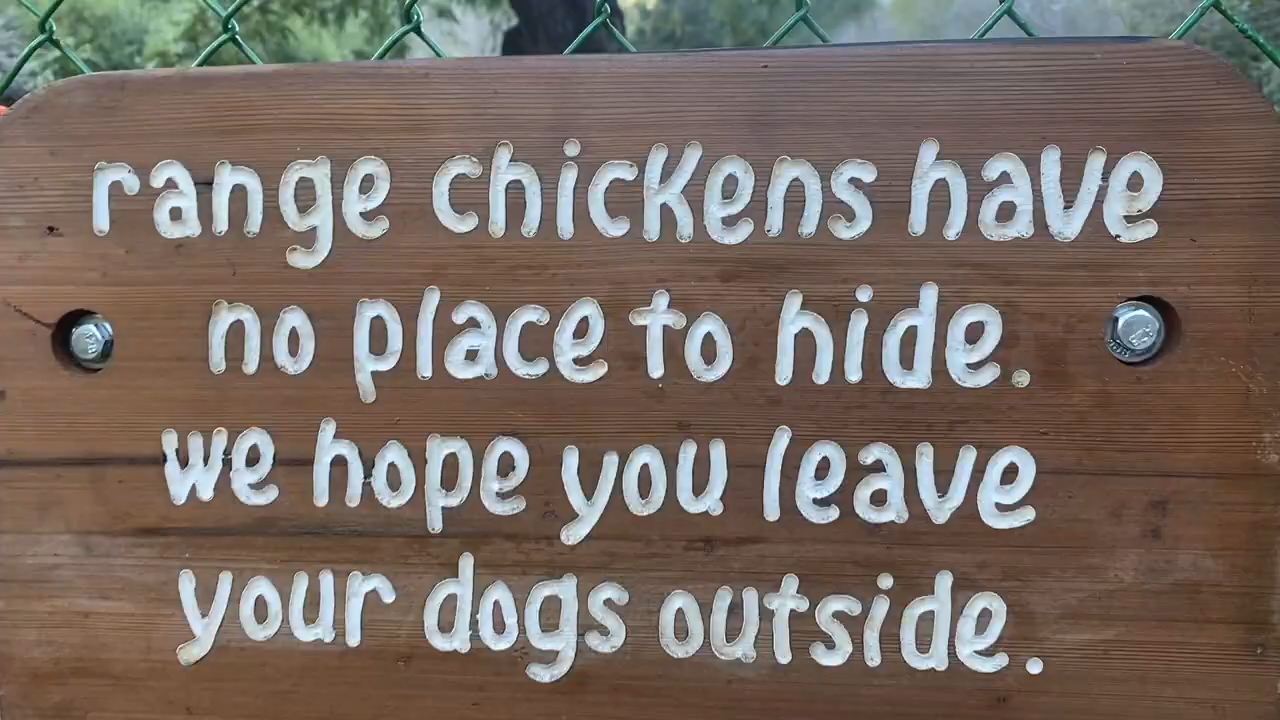 range chickens have
no place to hide.
we hope you leave
your dogs outside.